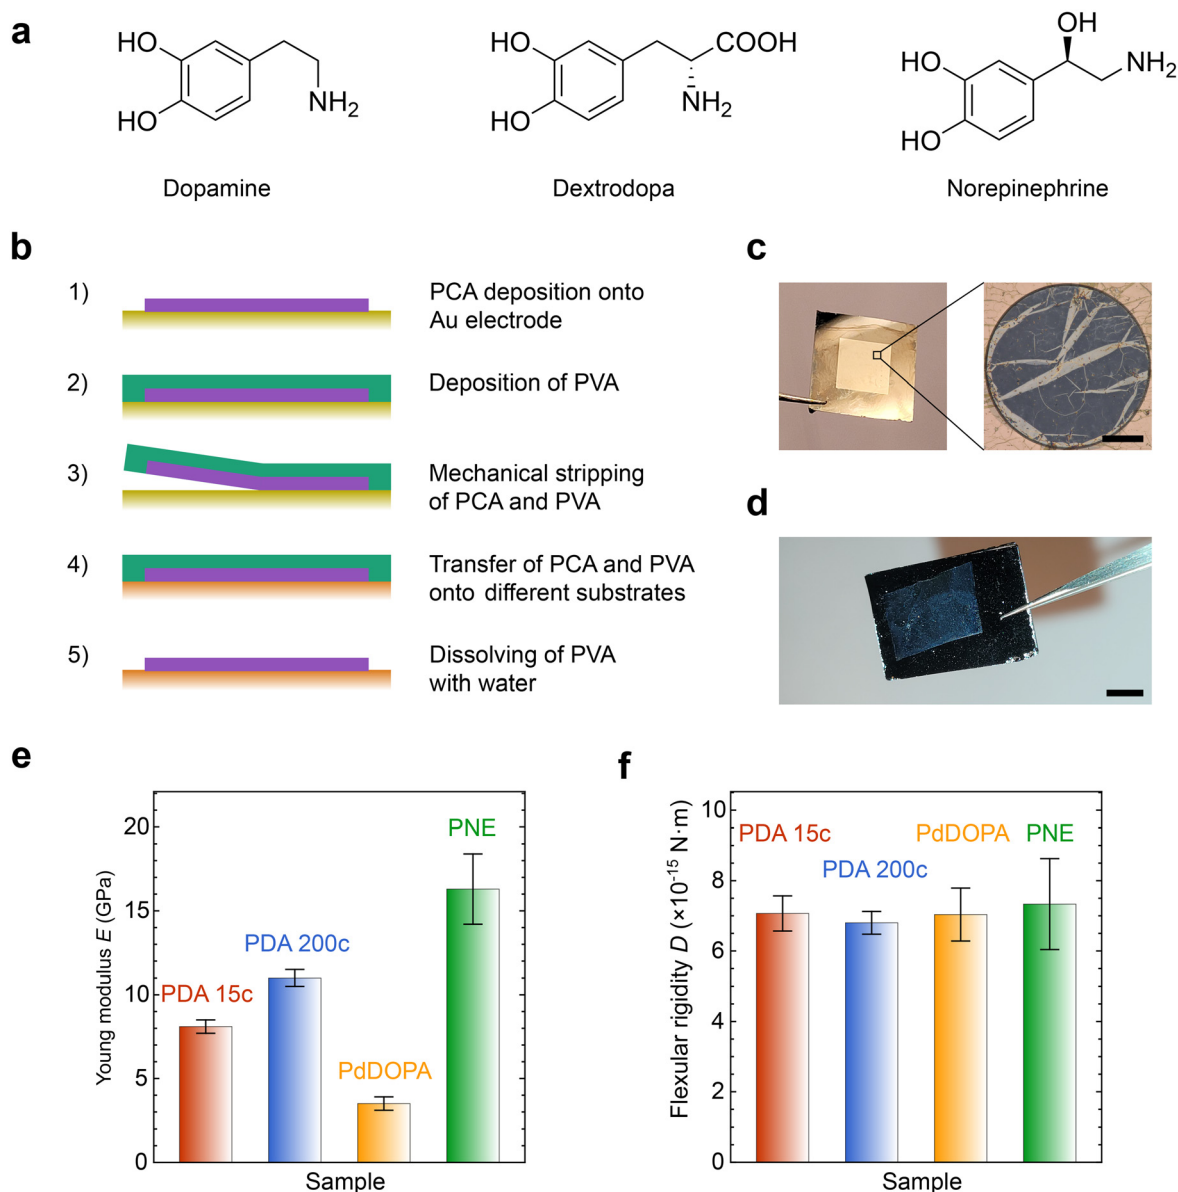 a
HO
HO
NH₂
Dopamine
HO
HO
COOH
NH₂
Dextrodopa
OH
HO
HO
NH₂
Norepinephrine
b
1)
PCA deposition onto
Au electrode
2)
Deposition of PVA
3)
Mechanical stripping
of PCA and PVA
4)
Transfer of PCA and PVA
onto different substrates
5)
Dissolving of PVA
with water
c
d
e
Young modulus E (GPa)
20
15
10
5
0
PDA 15c
PDA 200c
PdDOPA
PNE
Sample
f
Flexular rigidity D (×10⁻¹⁵ N·m)
10
8
6
4
2
0
PDA 15c
PDA 200c
PdDOPA
PNE
Sample